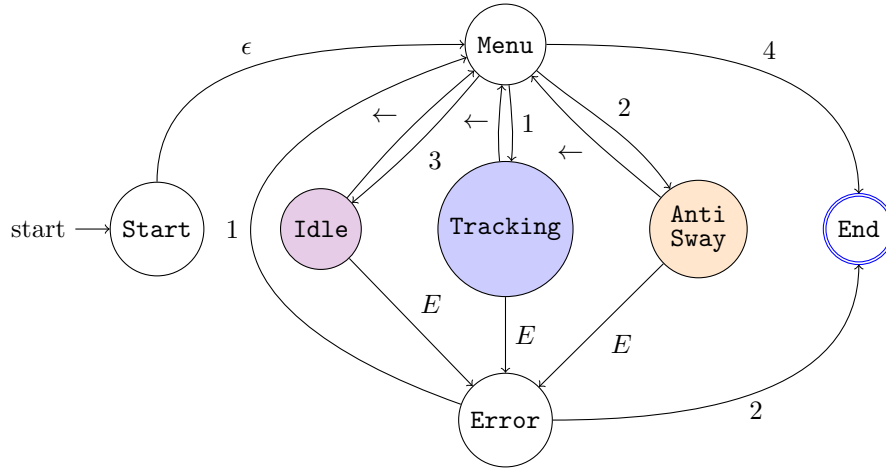 Menu
ϵ
4
←
←
1
2
←
3
start
Start
1
Idle
Tracking
Anti
Sway
End
E
E
E
Error
2